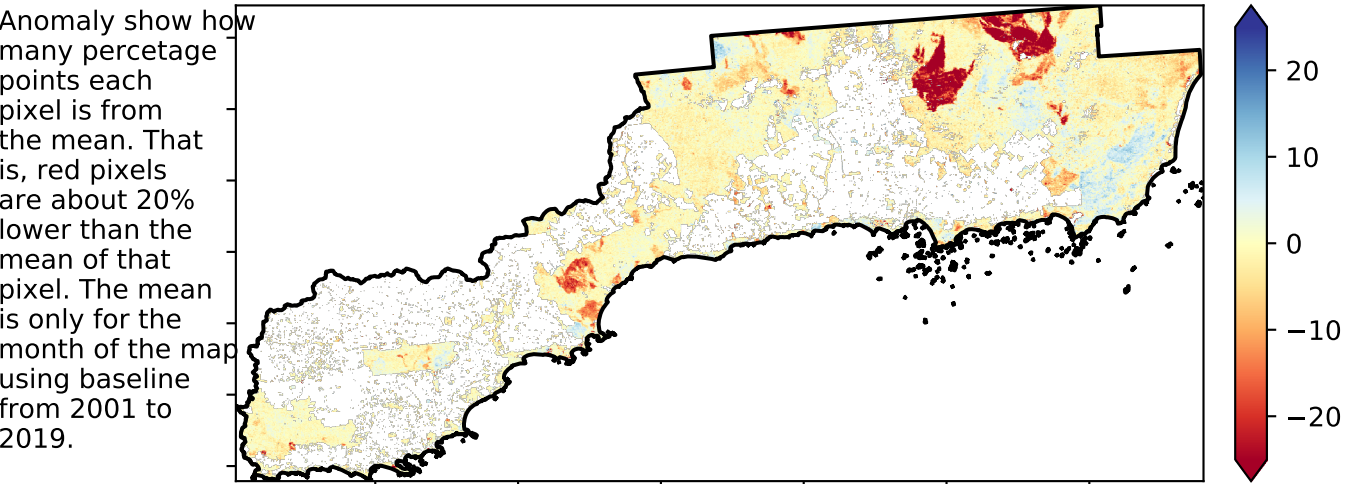 Anomaly show how
many percetage
points each
pixel is from
the mean. That
is, red pixels
are about 20%
lower than the
mean of that
pixel. The mean
is only for the
month of the map
using baseline
from 2001 to
2019.
20
10
0
−10
−20